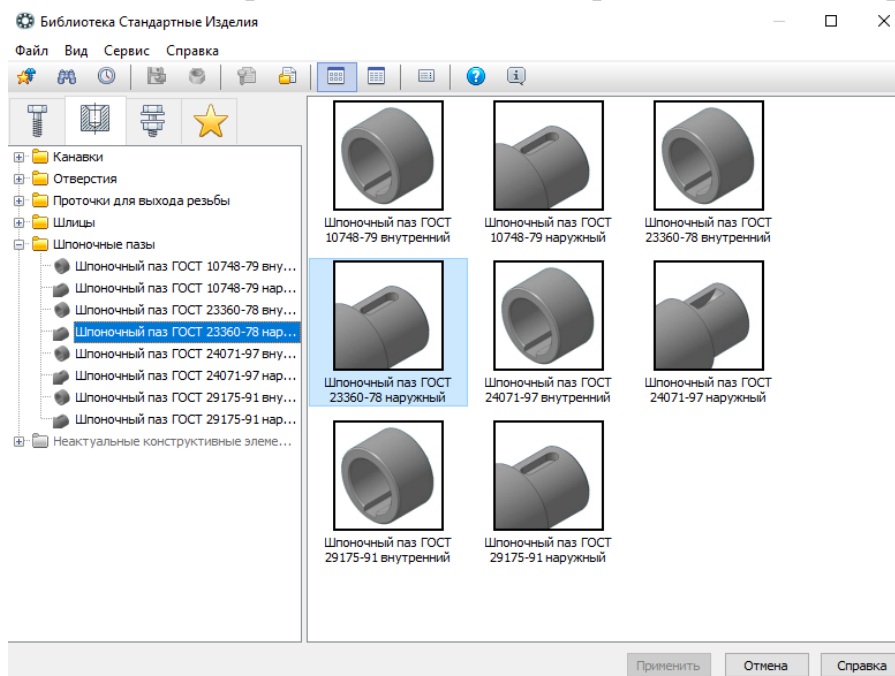 Библиотека Стандартные Изделия
Файл Вид Сервис Справка
Канавки
Отверстия
Проточки для выхода резьбы
Шлицы
Шпоночные пазы
Шпоночный паз ГОСТ 10748-79 вну...
Шпоночный паз ГОСТ 10748-79 нар...
Шпоночный паз ГОСТ 23360-78 вну...
Шпоночный паз ГОСТ 23360-78 нар...
Шпоночный паз ГОСТ 24071-97 вну...
Шпоночный паз ГОСТ 24071-97 нар...
Шпоночный паз ГОСТ 29175-91 вну...
Шпоночный паз ГОСТ 29175-91 нар...
Неактуальные конструктивные элеме...
Шпоночный паз ГОСТ
10748-79 внутренний
Шпоночный паз ГОСТ
10748-79 наружный
Шпоночный паз ГОСТ
23360-78 внутренний
Шпоночный паз ГОСТ
23360-78 наружный
Шпоночный паз ГОСТ
24071-97 внутренний
Шпоночный паз ГОСТ
24071-97 наружный
Шпоночный паз ГОСТ
29175-91 внутренний
Шпоночный паз ГОСТ
29175-91 наружный
Применить Отмена Справка